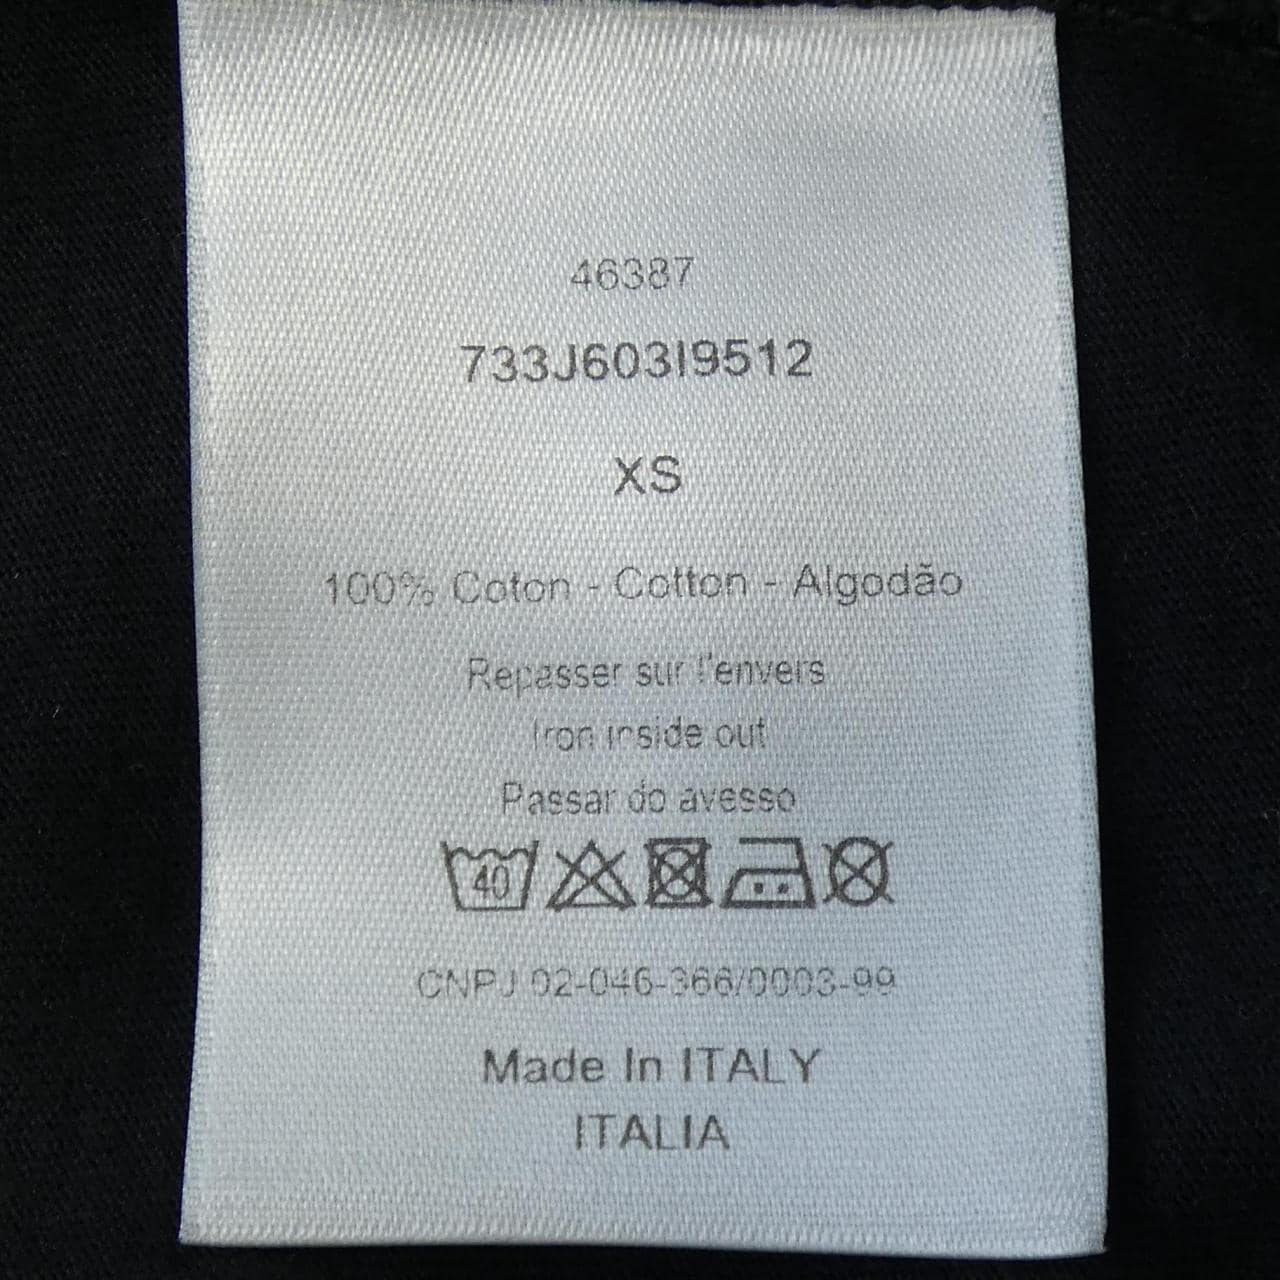 46387
733J603I9512
XS
100% Coton - Cotton - Algodão
Repasser sur l'envers
Iron inside out
Passar do avesso
40
CNPJ 02-046-366/0003-99
Made In ITALY
ITALIA